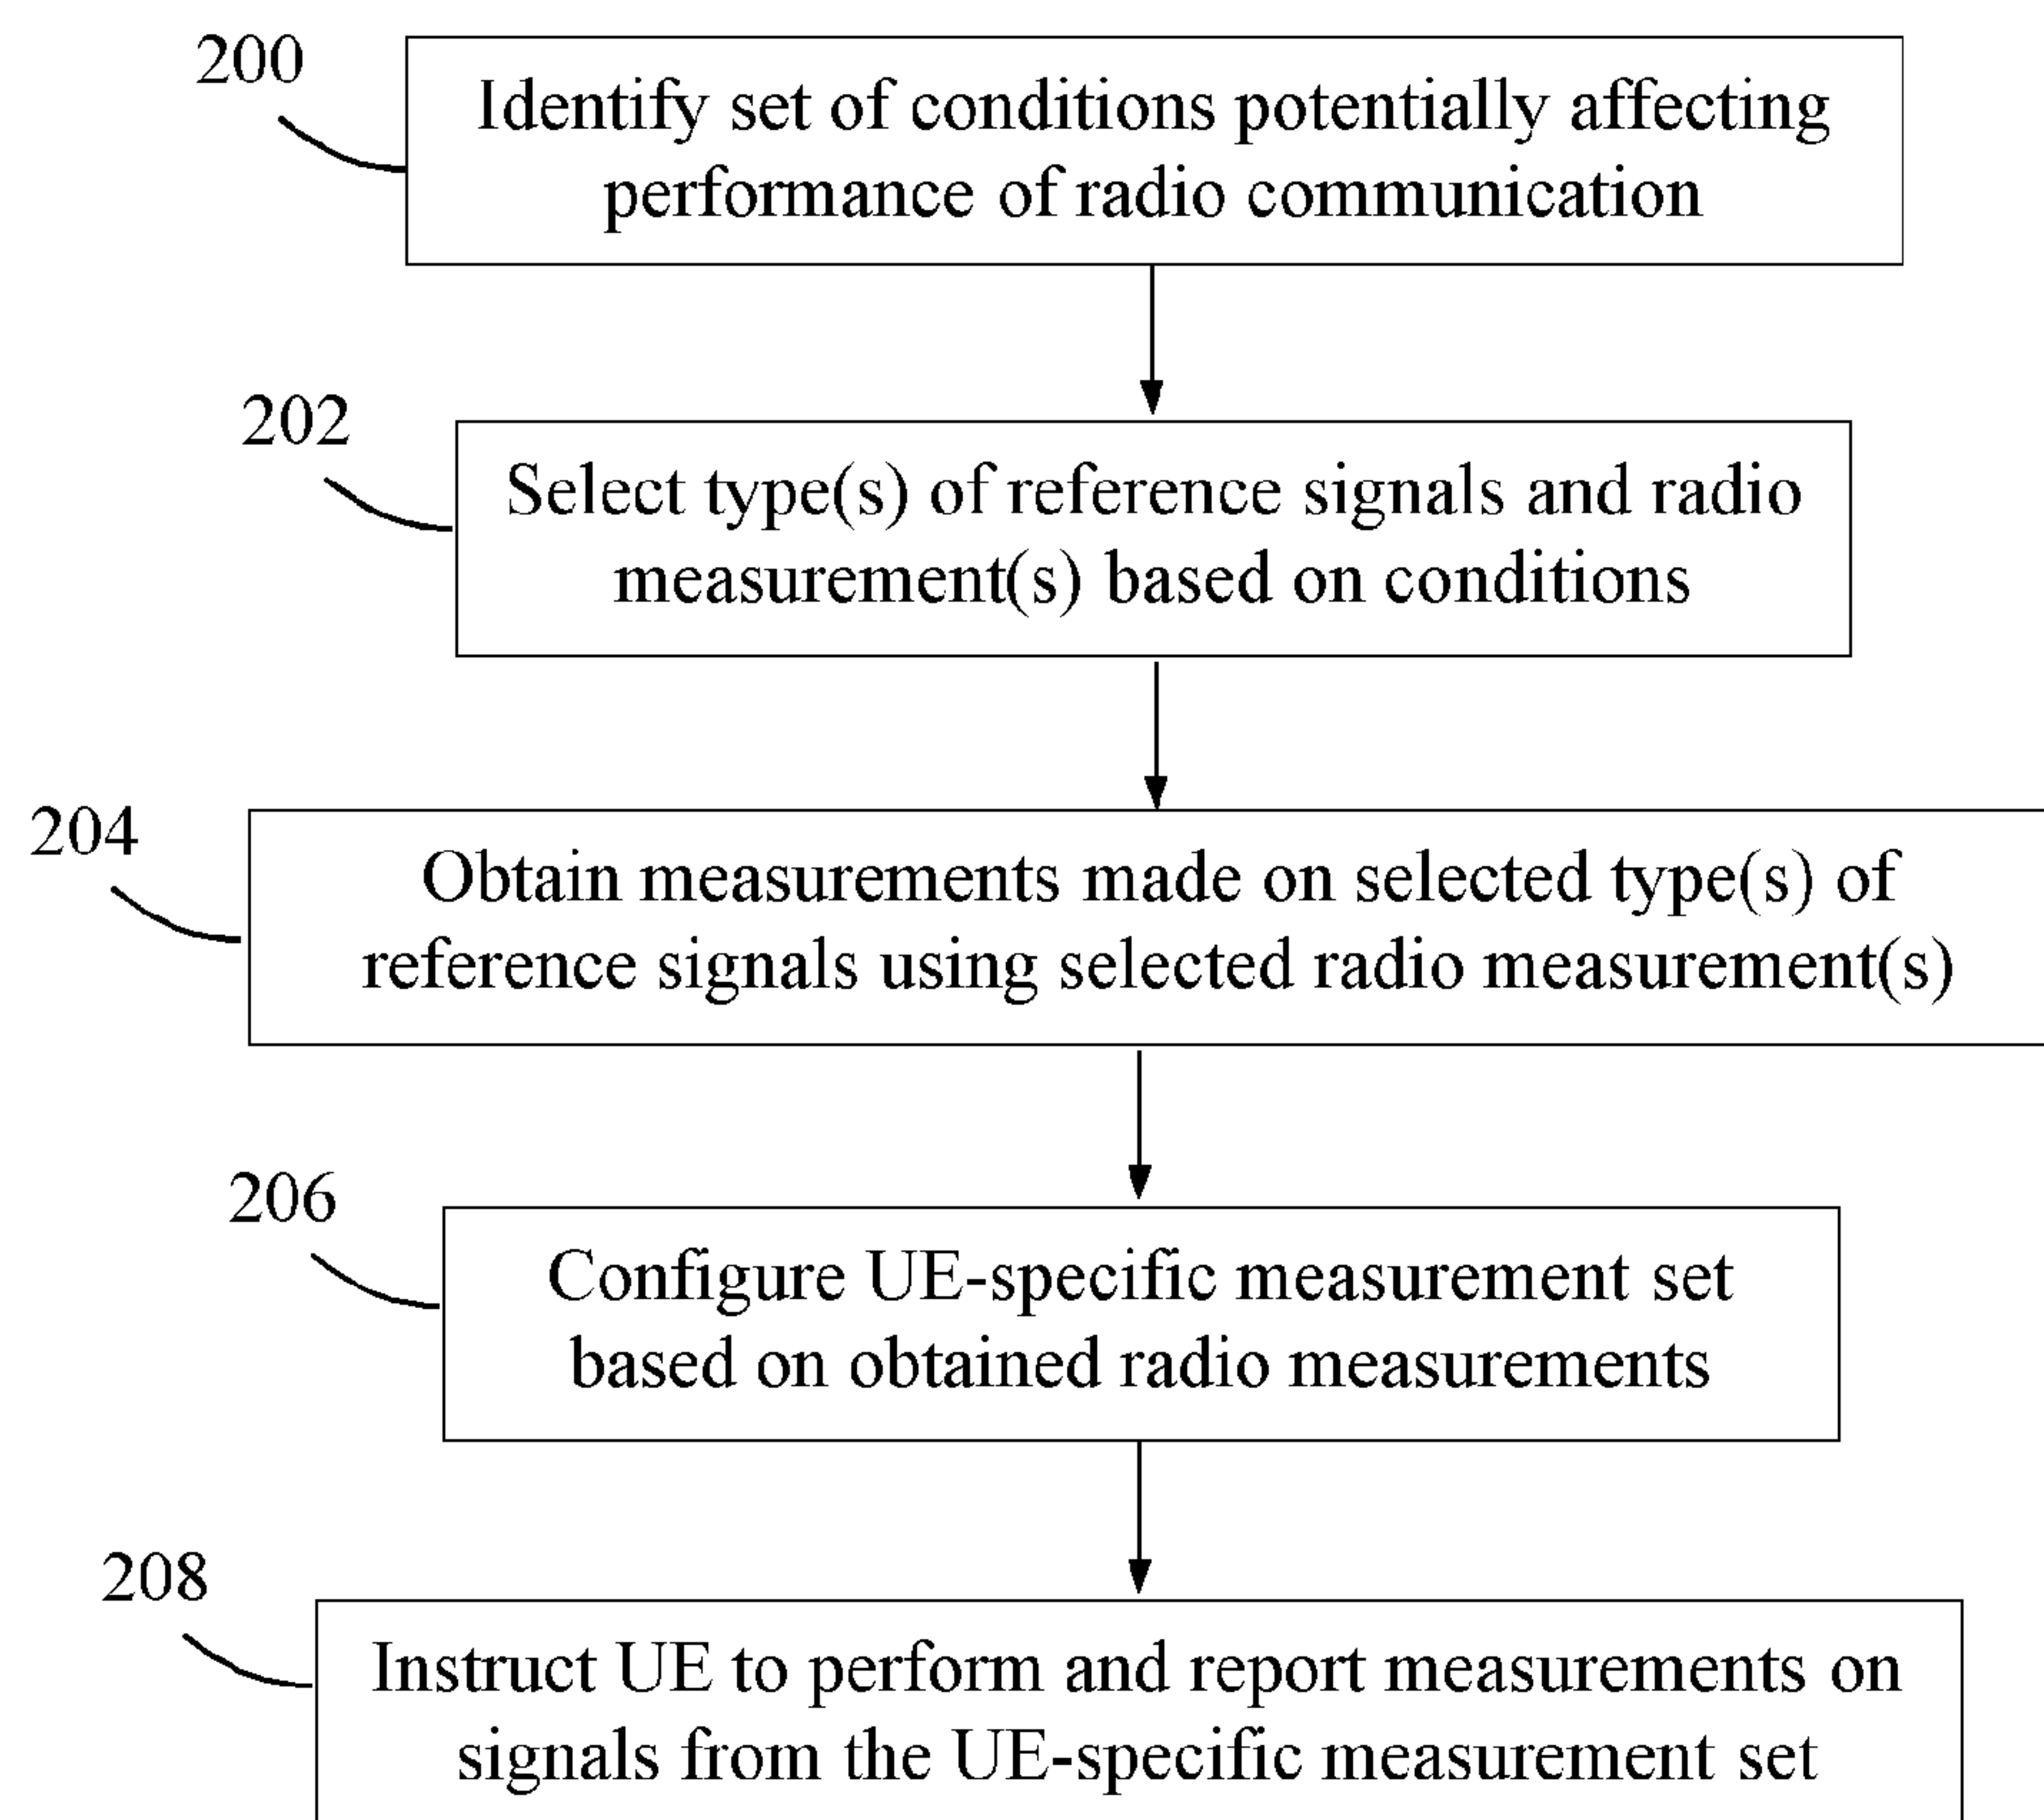 200
Identify set of conditions potentially affecting
performance of radio communication
202
Select type(s) of reference signals and radio
measurement(s) based on conditions
204
Obtain measurements made on selected type(s) of
reference signals using selected radio measurement(s)
206
Configure UE-specific measurement set
based on obtained radio measurements
208
Instruct UE to perform and report measurements on
signals from the UE-specific measurement set